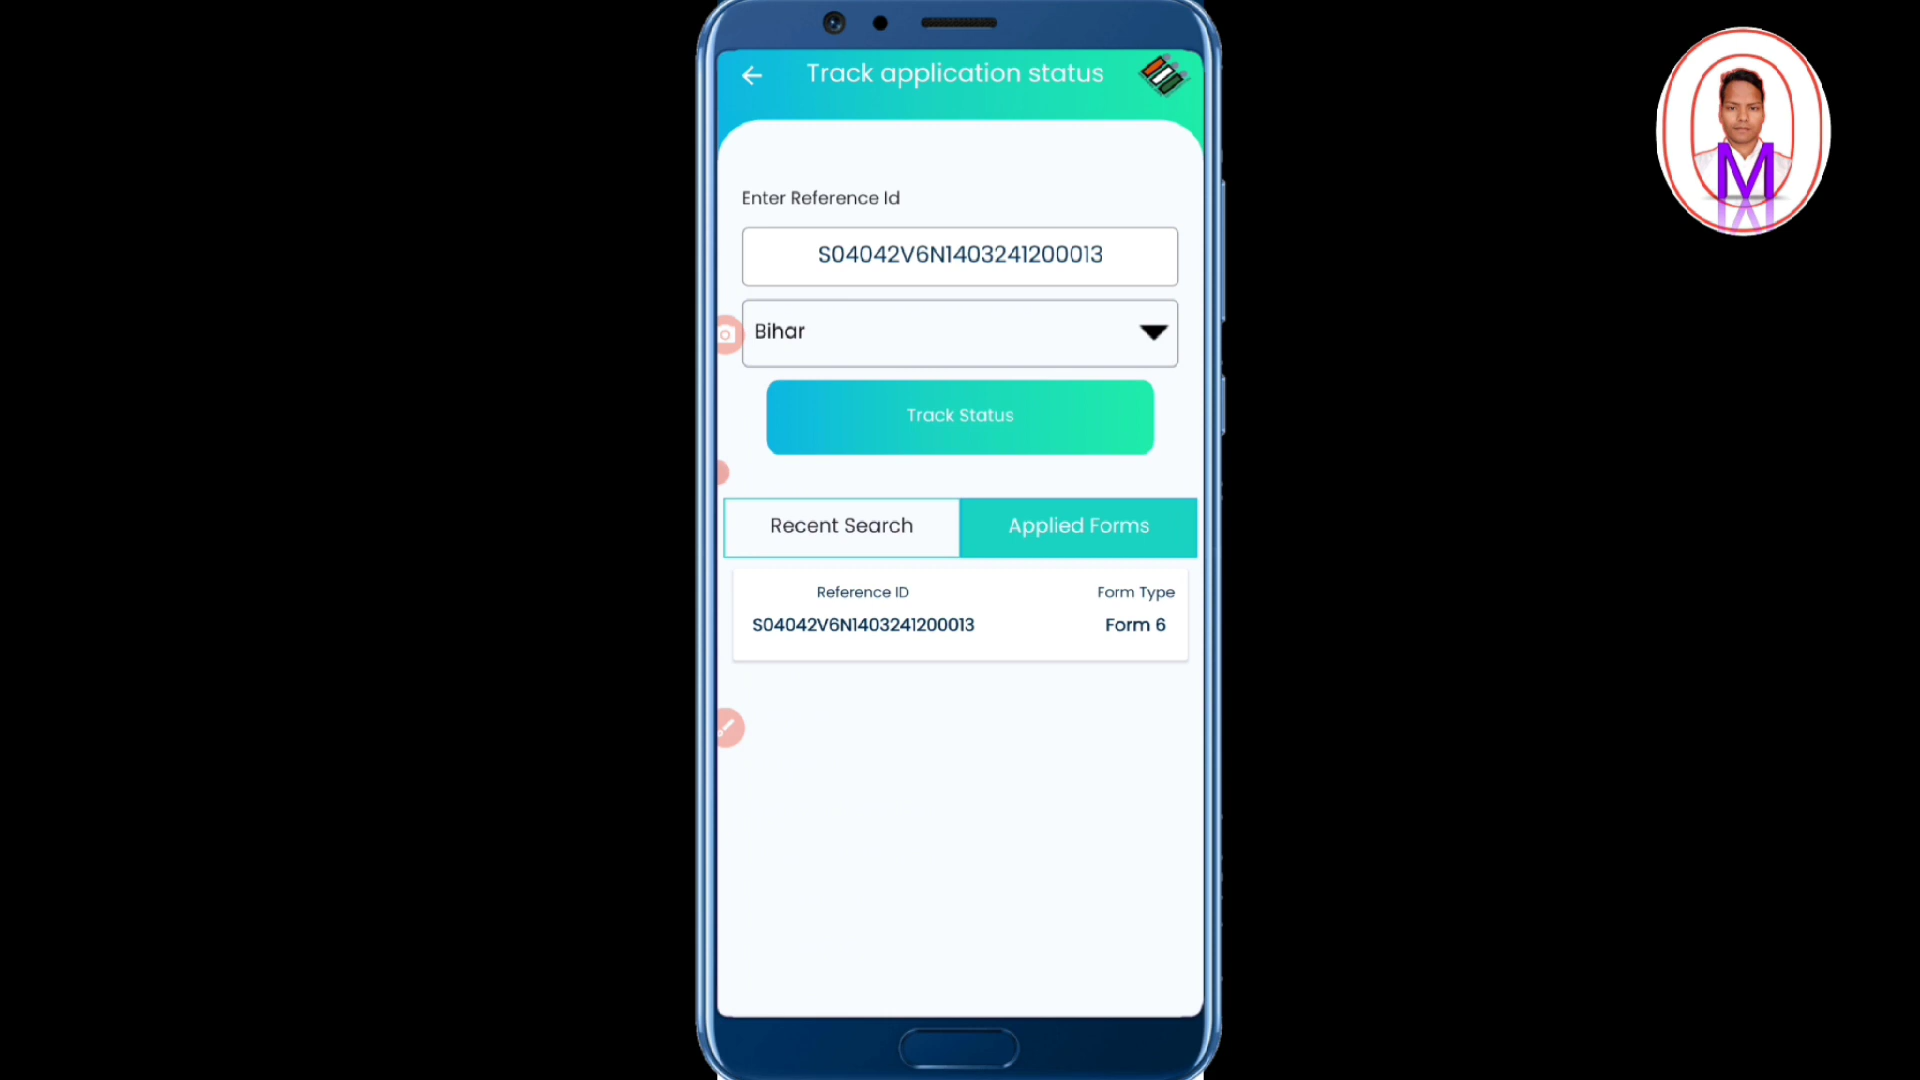 Track application status
Enter Reference Id
S04042V6N1403241200013
Bihar
Track Status
Recent Search
Applied Forms
Reference ID
Form Type
S04042V6N1403241200013
Form 6
M